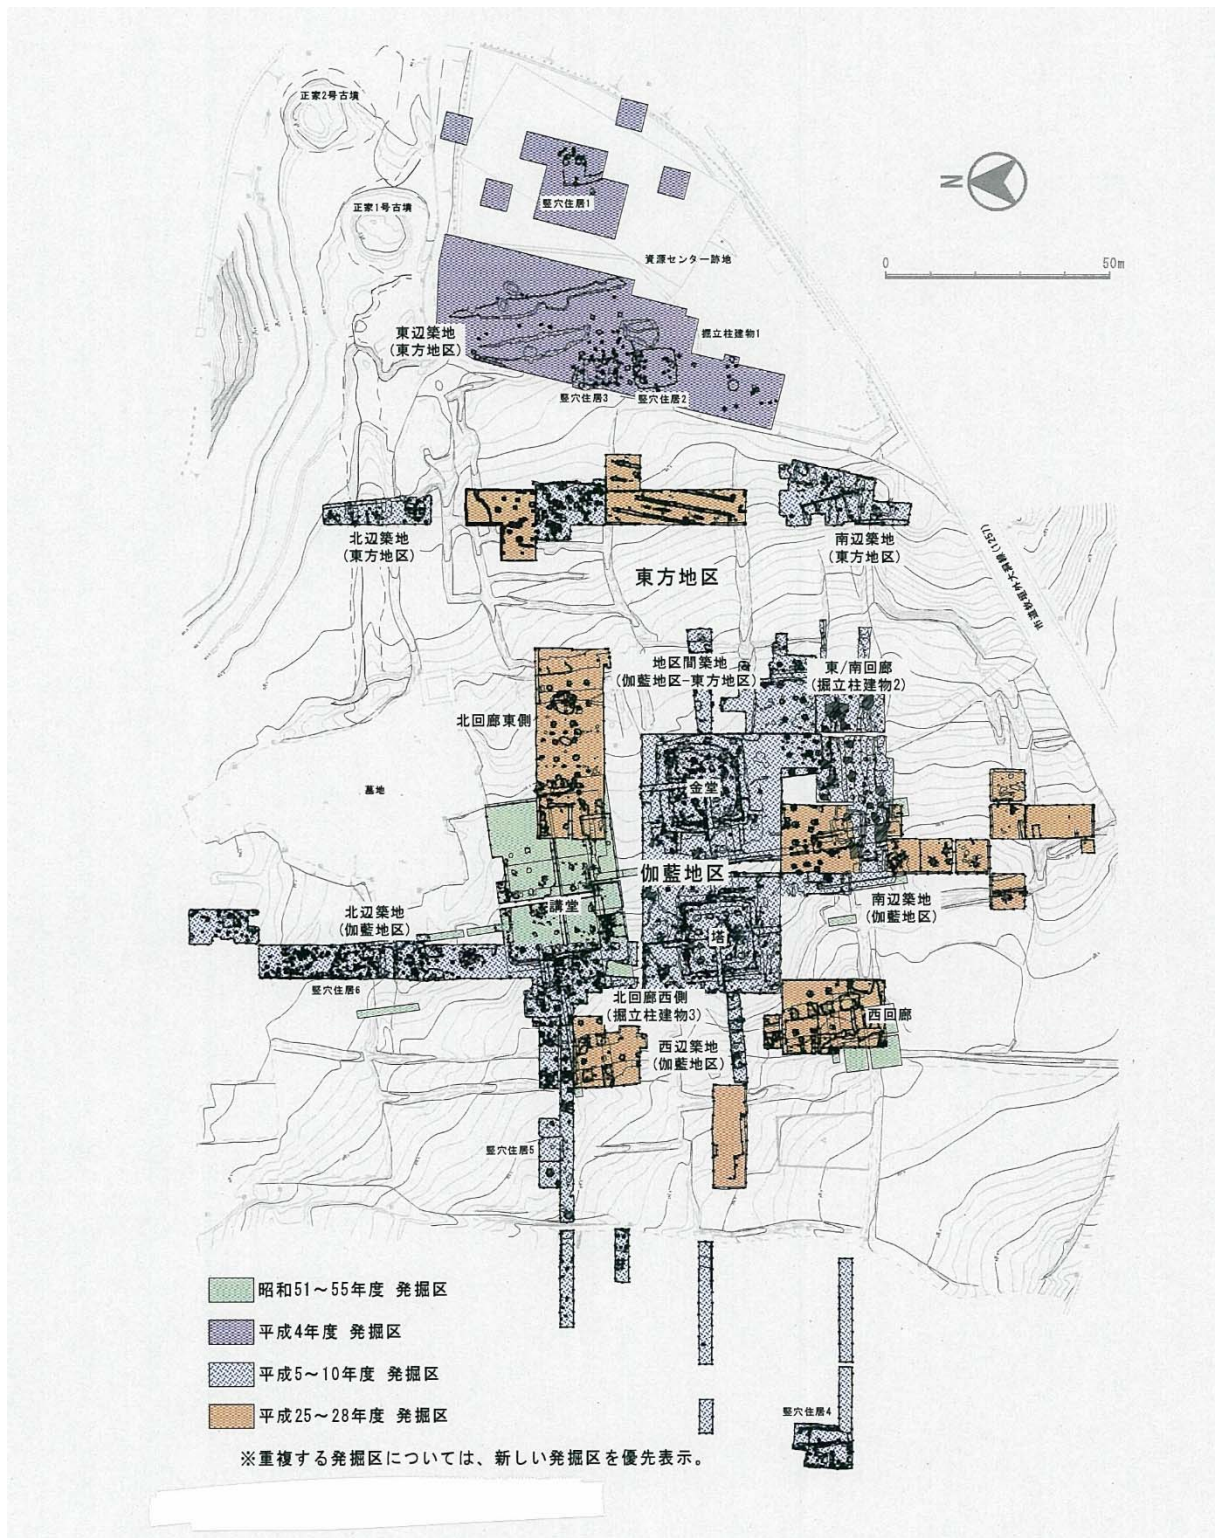 正家2号古墳
正家1号古墳
竪穴住居1
N
資源センター跡地
0 50m
東辺築地
(東方地区)
掘立柱建物1
竪穴住居3
竪穴住居2
北辺築地
(東方地区)
南辺築地
(東方地区)
東方地区
地区間築地
(伽藍地区-東方地区)
東/南回廊
(掘立柱建物2)
北回廊東側
墓地
金堂
伽藍地区
講堂
北辺築地
(伽藍地区)
南辺築地
(伽藍地区)
塔
竪穴住居6
北回廊西側
(掘立柱建物3)
西回廊
西辺築地
(伽藍地区)
竪穴住居5
昭和51~55年度 発掘区
平成4年度 発掘区
平成5~10年度 発掘区
平成25~28年度 発掘区
竪穴住居4
※重複する発掘区については、新しい発掘区を優先表示。